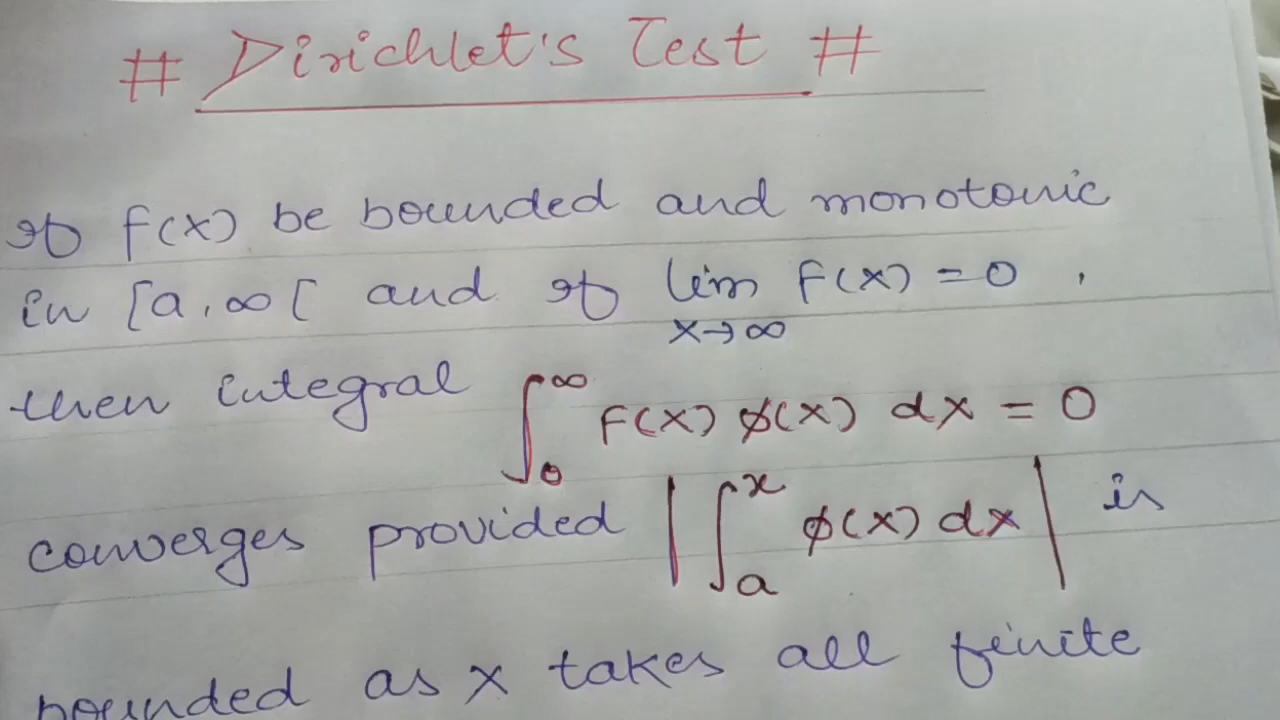 # Dirichlet's Test #
If f(x) be bounded and monotonic
in [a, ∞[ and if lim f(x) = 0 ,
x→∞
then integral ∫₀^∞ f(x) ϕ(x) dx = 0
converges provided |∫ₐˣ ϕ(x) dx| is
bounded as x takes all finite